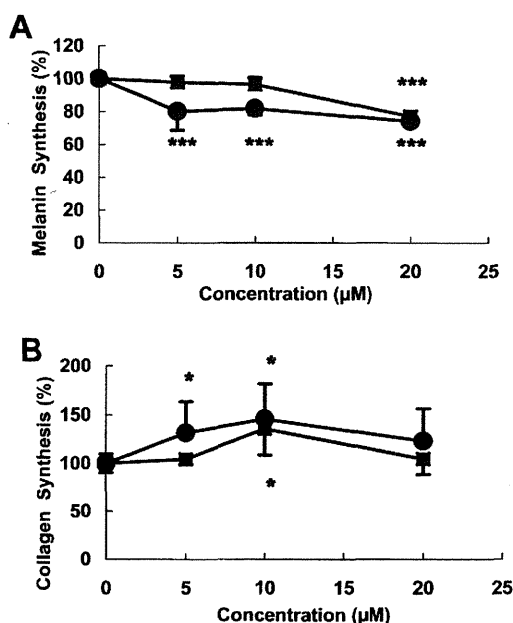 A
120
100
80
60
40
20
0
Melanin Synthesis (%)
***
***
***
***
0 5 10 15 20 25
Concentration (µM)
B
200
150
100
50
0
Collagen Synthesis (%)
*
*
*
0 5 10 15 20 25
Concentration (µM)